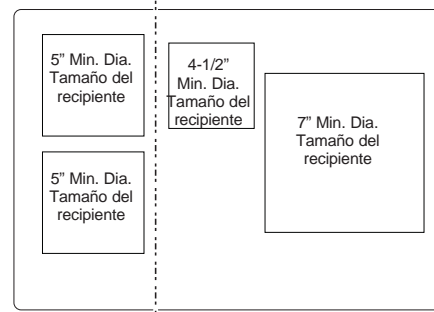 5” Min. Dia.
Tamaño del
recipiente
5” Min. Dia.
Tamaño del
recipiente
4-1/2”
Min. Dia.
Tamaño del
recipiente
7” Min. Dia.
Tamaño del
recipiente